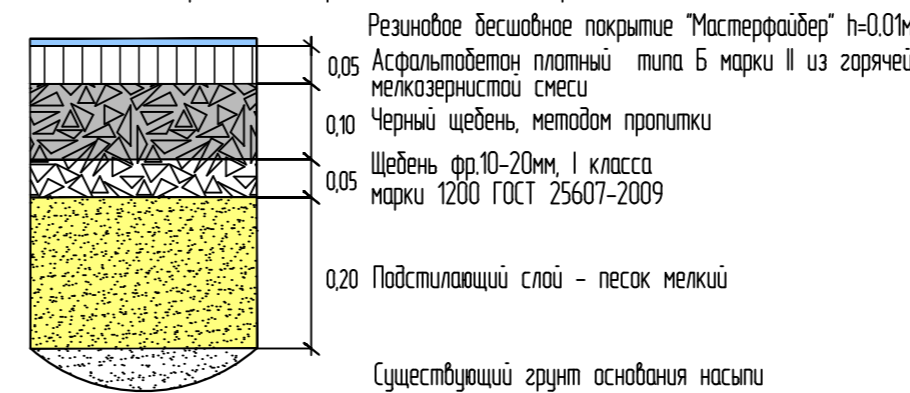 Резиновое бесшовное покрытие "Мастерфайбер" h=0.01м
0,05 Асфальтобетон плотный типа Б марки II из горячей
мелкозернистой смеси
0,10 Черный щебень, методом пропитки
0,05 Щебень фр.10-20мм, I класса
марки 1200 ГОСТ 25607-2009
0,20 Подстилающий слой - песок мелкий
Существующий грунт основания насыпи